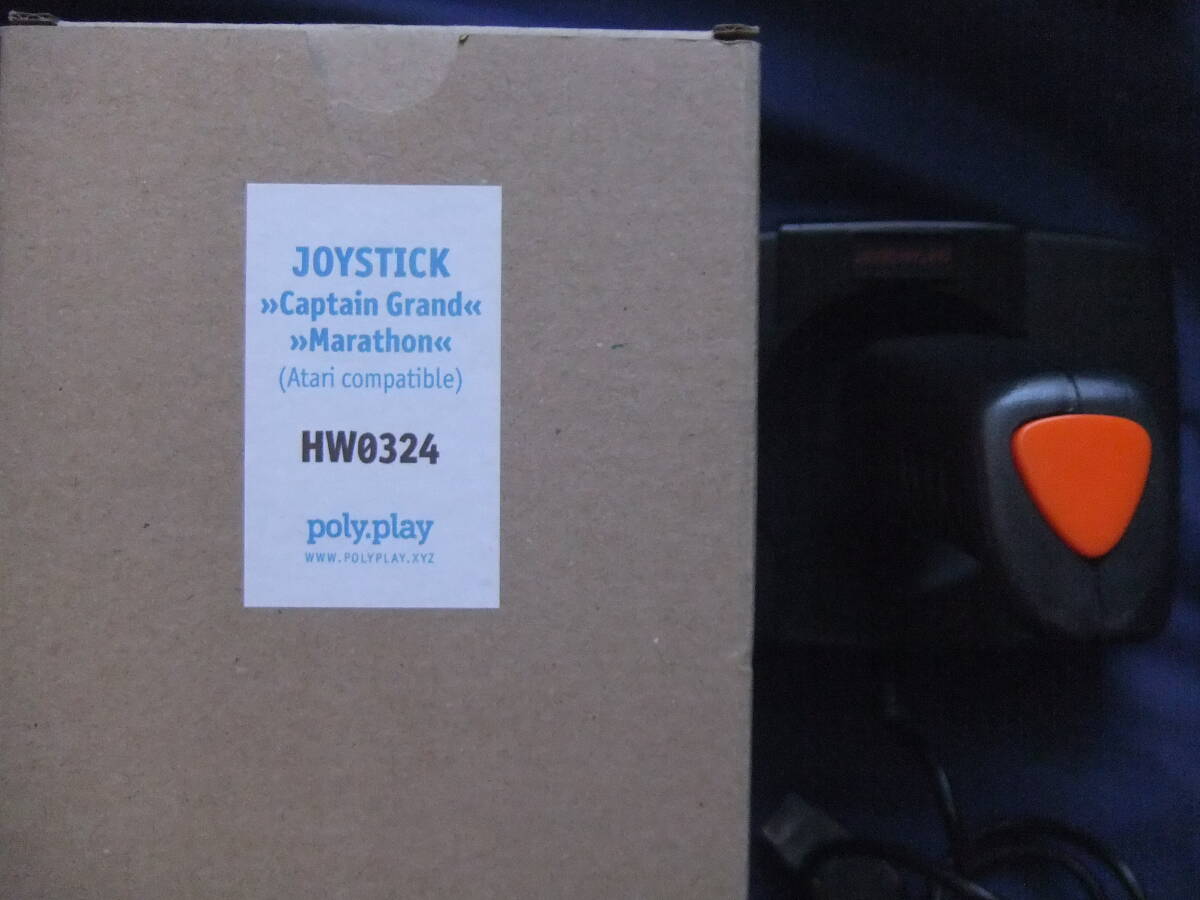 JOYSTICK
»Captain Grand«
»Marathon«
(Atari compatible)
HW0324
poly.play
WWW.POLYPLAY.XYZ